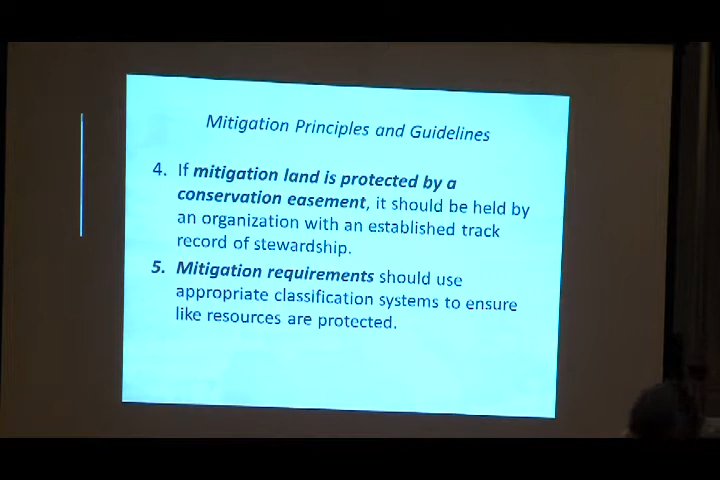 Mitigation Principles and Guidelines
4. If mitigation land is protected by a
conservation easement, it should be held by
an organization with an established track
record of stewardship.
5. Mitigation requirements should use
appropriate classification systems to ensure
like resources are protected.